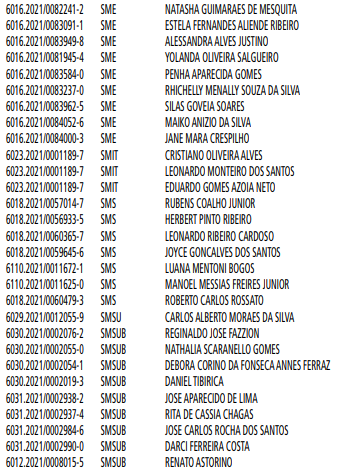 6016.2021/0082241-2 SME NATASHA GUIMARAES DE MESQUITA
6016.2021/0083091-1 SME ESTELA FERNANDES ALIENDE RIBEIRO
6016.2021/0083949-8 SME ALESSANDRA ALVES JUSTINO
6016.2021/0081945-4 SME YOLANDA OLIVEIRA SALGUEIRO
6016.2021/0083584-0 SME PENHA APARECIDA GOMES
6016.2021/0083237-0 SME RHICHELLY MENALLY SOUZA DA SILVA
6016.2021/0083962-5 SME SILAS GOVEIA SOARES
6016.2021/0084052-6 SME MAIKO ANIZIO DA SILVA
6016.2021/0084000-3 SME JANE MARA CRESPILHO
6023.2021/0001189-7 SMIT CRISTIANO OLIVEIRA ALVES
6023.2021/0001189-7 SMIT LEONARDO MONTEIRO DOS SANTOS
6023.2021/0001189-7 SMIT EDUARDO GOMES AZOIA NETO
6018.2021/0057014-7 SMS RUBENS COALHO JUNIOR
6018.2021/0056933-5 SMS HERBERT PINTO RIBEIRO
6018.2021/0060365-7 SMS LEONARDO RIBEIRO CARDOSO
6018.2021/0059645-6 SMS JOYCE GONCALVES DOS SANTOS
6110.2021/0011672-1 SMS LUANA MENTONI BOGOS
6110.2021/0011625-0 SMS MANOEL MESSIAS FREIRES JUNIOR
6018.2021/0060479-3 SMS ROBERTO CARLOS ROSSATO
6029.2021/0012055-9 SMSU CARLOS ALBERTO MORAES DA SILVA
6030.2021/0002076-2 SMSUB REGINALDO JOSE FAZZION
6030.2021/0002055-0 SMSUB NATHALIA SCARANELLO GOMES
6030.2021/0002054-1 SMSUB DEBORA CORINO DA FONSECA ANNES FERRAZ
6030.2021/0002019-3 SMSUB DANIEL TIBIRICA
6031.2021/0002938-2 SMSUB JOSE APARECIDO DE LIMA
6031.2021/0002937-4 SMSUB RITA DE CASSIA CHAGAS
6031.2021/0002984-6 SMSUB JOSE CARLOS ROCHA DOS SANTOS
6031.2021/0002990-0 SMSUB DARCI FERREIRA COSTA
6012.2021/0008015-5 SMSUB RENATO ASTORINO